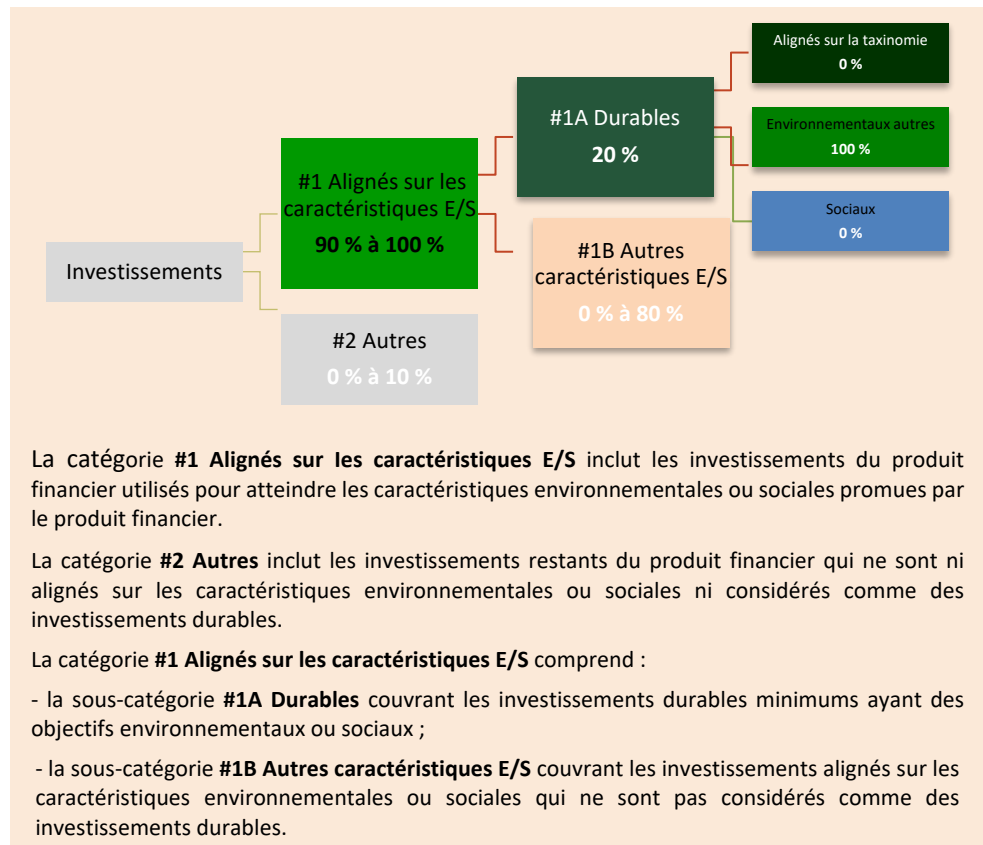 Investissements
#1 Alignés sur les
caractéristiques E/S
90 % à 100 %
#2 Autres
0 % à 10 %
#1A Durables
20 %
#1B Autres
caractéristiques E/S
0 % à 80 %
Alignés sur la taxinomie
0 %
Environnementaux autres
100 %
Sociaux
0 %
La catégorie #1 Alignés sur Ies caractéristiques E/S inclut les investissements du produit
financier utilisés pour atteindre les caractéristiques environnementales ou sociales promues par
le produit financier.
La catégorie #2 Autres inclut les investissements restants du produit financier qui ne sont ni
alignés sur les caractéristiques environnementales ou sociales ni considérés comme des
investissements durables.
La catégorie #1 Alignés sur les caractéristiques E/S comprend :
- la sous-catégorie #1A Durables couvrant les investissements durables minimums ayant des
objectifs environnementaux ou sociaux ;
- la sous-catégorie #1B Autres caractéristiques E/S couvrant les investissements alignés sur les
caractéristiques environnementales ou sociales qui ne sont pas considérés comme des
investissements durables.